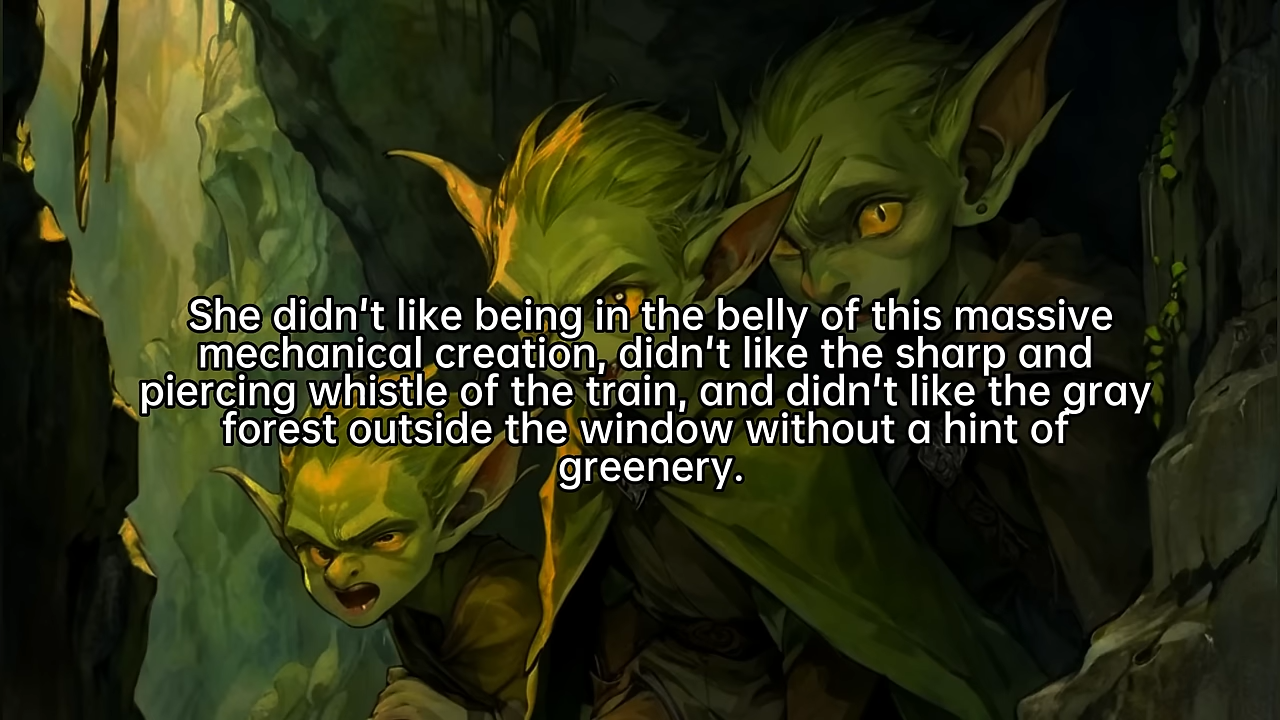 She didn't like being in the belly of this massive
mechanical creation, didn't like the sharp and
piercing whistle of the train, and didn't like the gray
forest outside the window without a hint of
greenery.